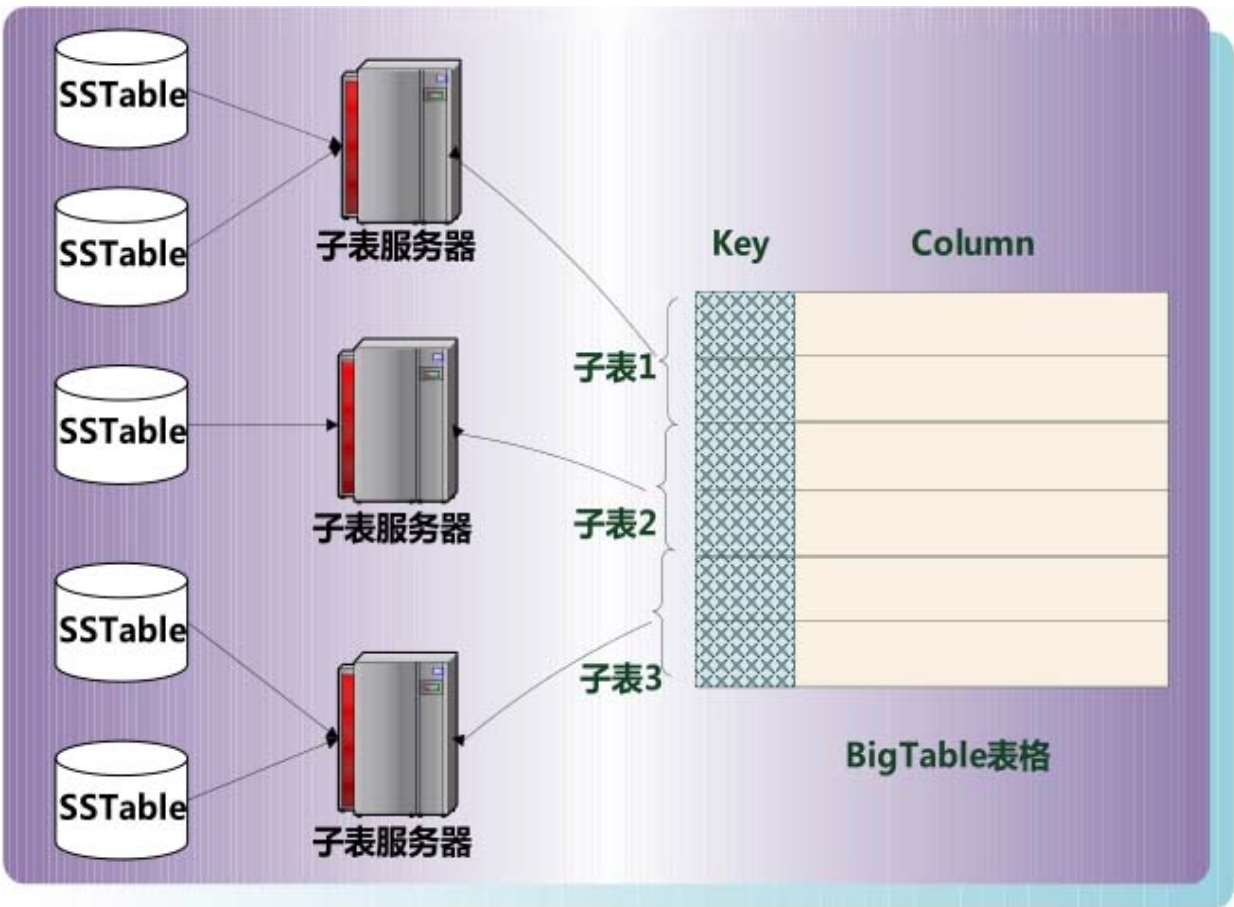 SSTable
SSTable
子表服务器
SSTable
子表服务器
SSTable
SSTable
子表服务器
子表1
子表2
子表3
Key
Column
BigTable表格